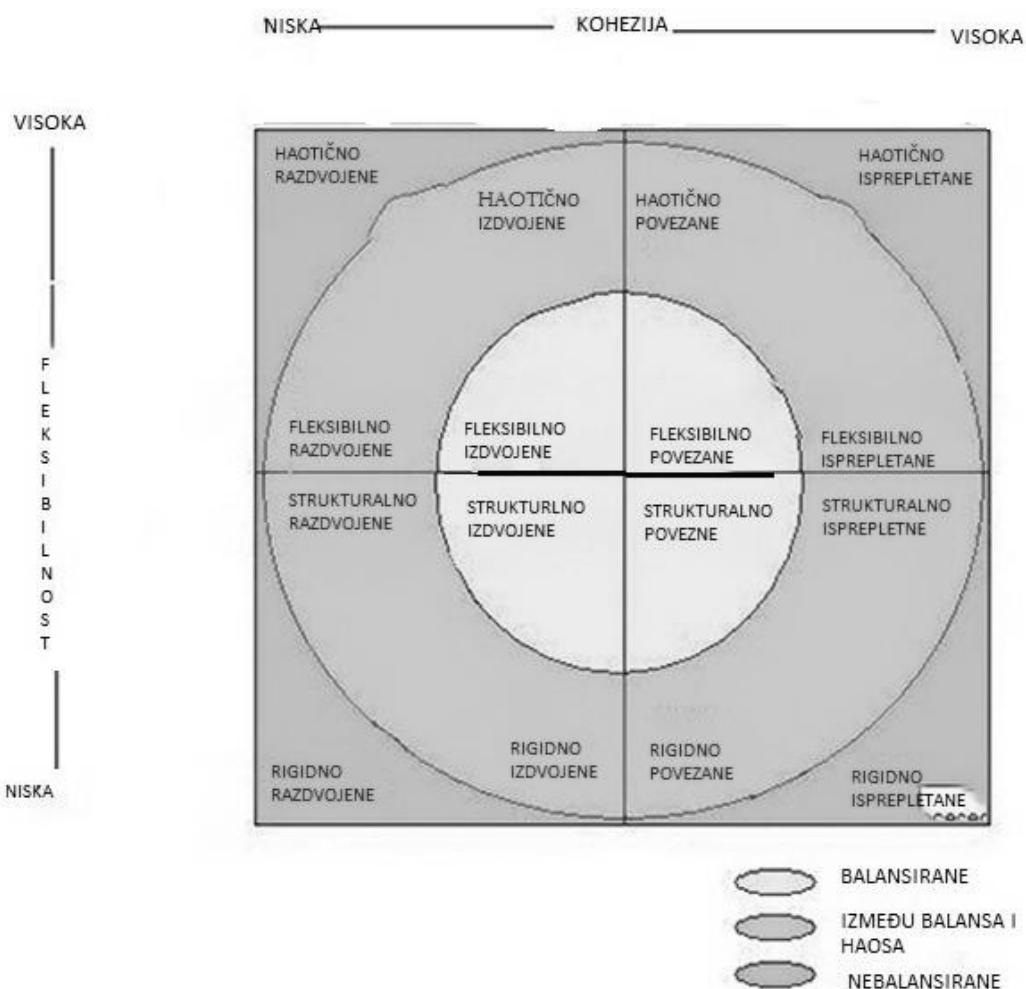 NISKA
KOHEZIJA
VISOKA
VISOKA
HAOTIČNO
RAZDVOJENE
HAOTIČNO
IZDVOJENE
HAOTIČNO
POVEZANE
HAOTIČNO
ISPREPLETANE
FLEKSIBILNOST
FLEKSIBILNO
RAZDVOJENE
FLEKSIBILNO
IZDVOJENE
FLEKSIBILNO
POVEZANE
FLEKSIBILNO
ISPREPLETANE
STRUKTURALNO
RAZDVOJENE
STRUKTURLNO
IZDVOJENE
STRUKTURALNO
POVEZNE
STRUKTURALNO
ISPREPLETNE
RIGIDNO
RAZDVOJENE
RIGIDNO
IZDVOJENE
RIGIDNO
POVEZANE
RIGIDNO
ISPREPLETANE
NISKA
BALANSIRANE
IZMEĐU BALANSA I
HAOSA
NEBALANSIRANE